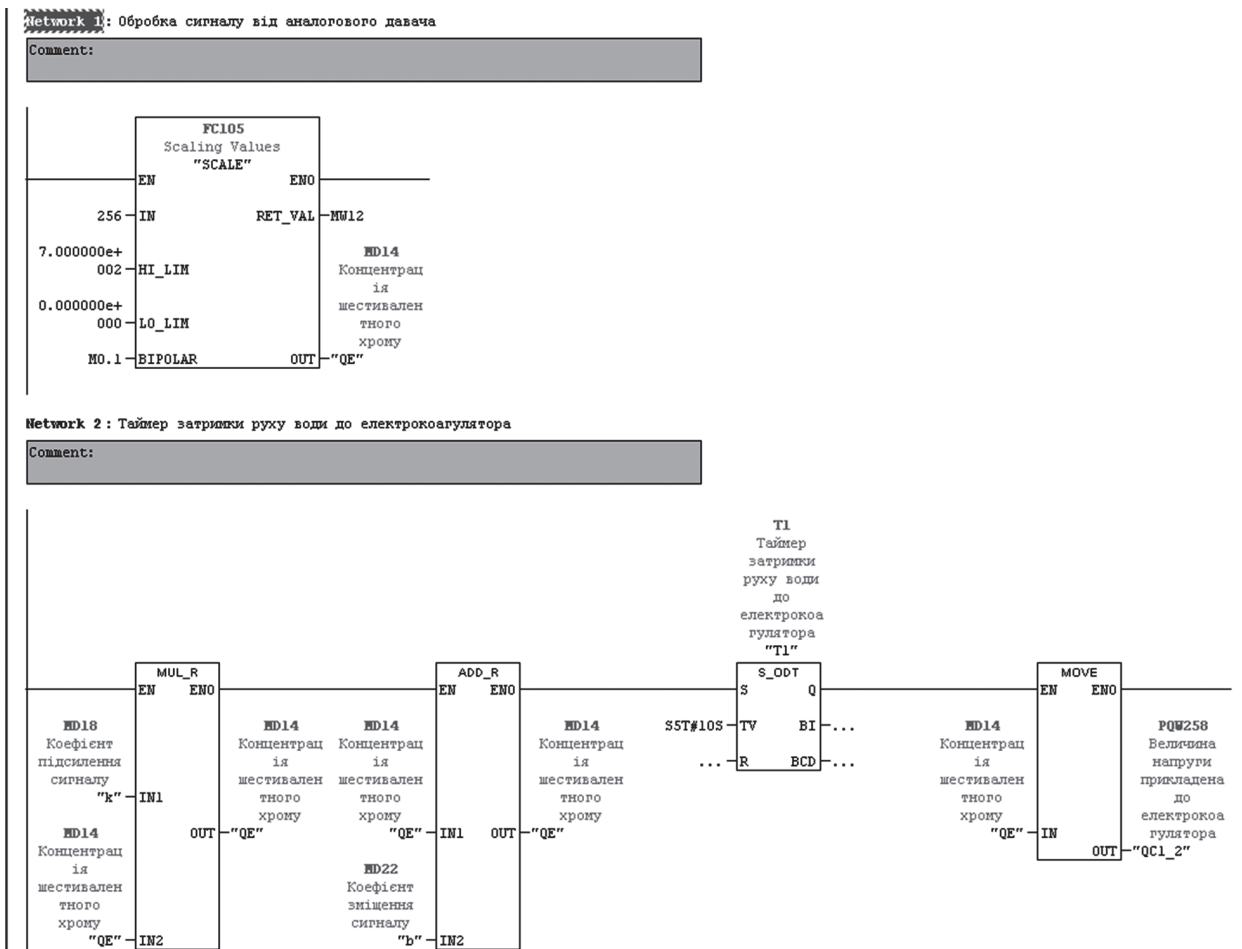 Network 1: Обробка сигналу від аналогового давача
Comment:
FC105
Scaling Values
"SCALE"
EN ENO
256 IN RET_VAL MW12
7.000000e+
002 HI_LIM
MD14
Концентрац
ія
шестивален
тного
хрому
0.000000e+
000 LO_LIM
M0.1 BIPOLAR OUT "QE"
Network 2: Таймер затримки руху води до електрокоагулятора
Comment:
T1
Таймер
затримки
руху води
до
електрокоа
гулятора
"T1"
MUL_R
EN ENO
MD18
Коефієнт
підсилення
сигналу
"k" IN1
MD14
Концентрац
ія
шестивален
тного
хрому
"QE" IN2
MD14
Концентрац
ія
шестивален
тного
хрому
OUT "QE"
ADD_R
EN ENO
MD14
Концентрац
ія
шестивален
тного
хрому
"QE" IN1
MD22
Коефієнт
зміщення
сигналу
"b" IN2
MD14
Концентрац
ія
шестивален
тного
хрому
OUT "QE"
S_ODT
S Q
S5T#10S TV BI ...
... R BCD ...
MOVE
EN ENO
MD14
Концентрац
ія
шестивален
тного
хрому
"QE" IN
PQW258
Величина
напруги
прикладена
до
електрокоа
гулятора
OUT "QC1_2"